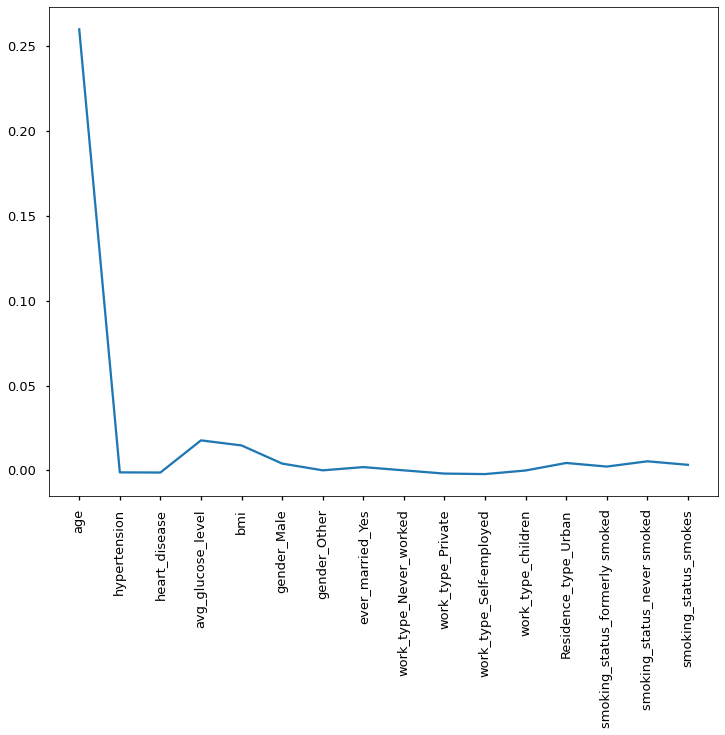 0.25
0.20
0.15
0.10
0.05
0.00
age
hypertension
heart_disease
avg_glucose_level
bmi
gender_Male
gender_Other
ever_married_Yes
work_type_Never_worked
work_type_Private
work_type_Self-employed
work_type_children
Residence_type_Urban
smoking_status_formerly smoked
smoking_status_never smoked
smoking_status_smokes